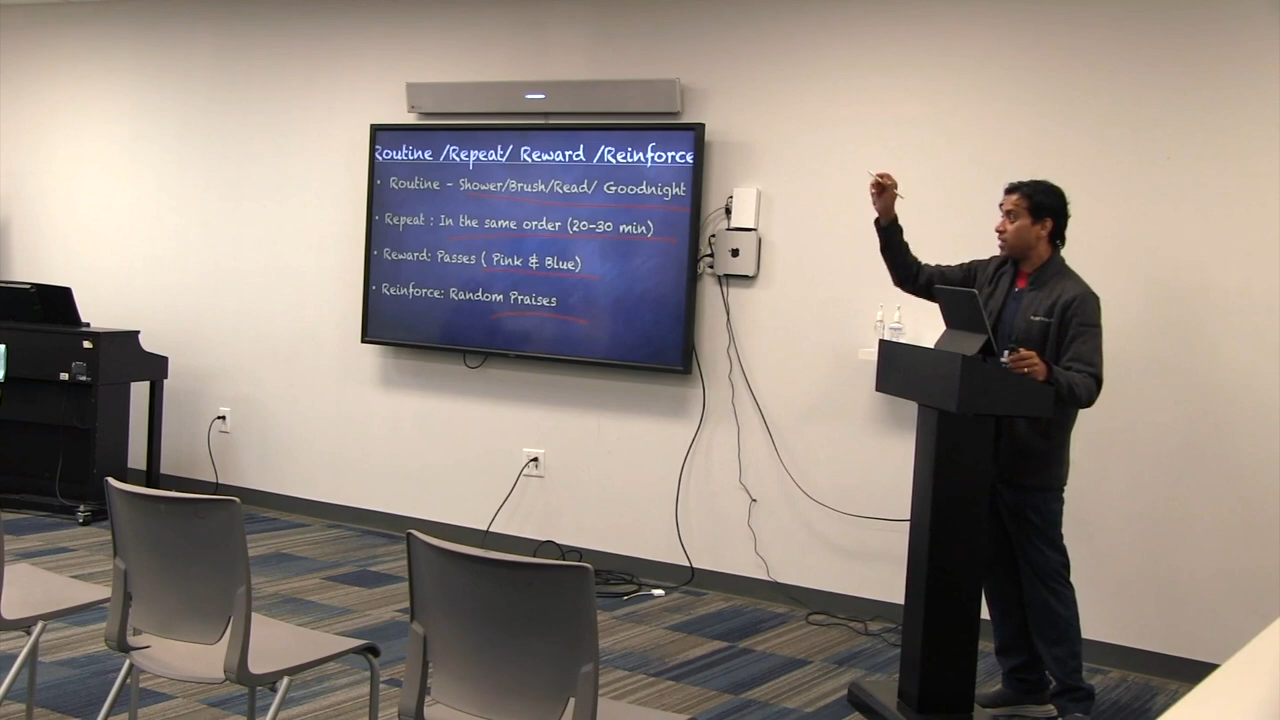 Routine /Repeat/ Reward /Reinforce
• Routine - Shower/Brush/Read/ Goodnight
• Repeat : In the same order (20-30 min)
• Reward: Passes ( Pink & Blue)
• Reinforce: Random Praises